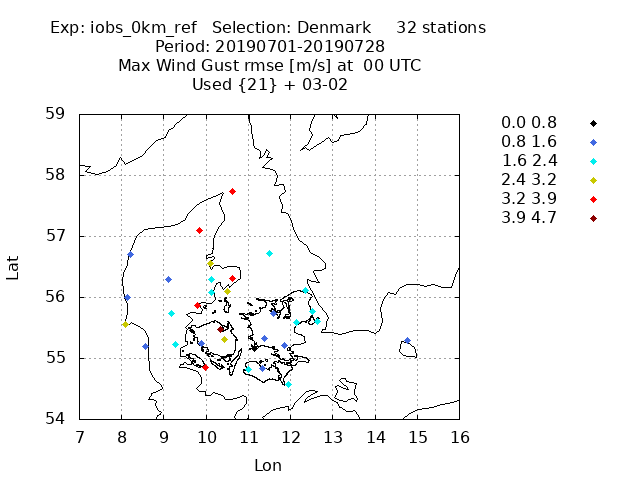 Exp: iobs_0km_ref   Selection: Denmark     32 stations
Period: 20190701-20190728
Max Wind Gust rmse [m/s] at  00 UTC
Used {21} + 03-02
0.0 0.8
0.8 1.6
1.6 2.4
2.4 3.2
3.2 3.9
3.9 4.7
59
58
57
56
55
54
Lat
7 8 9 10 11 12 13 14 15 16
Lon